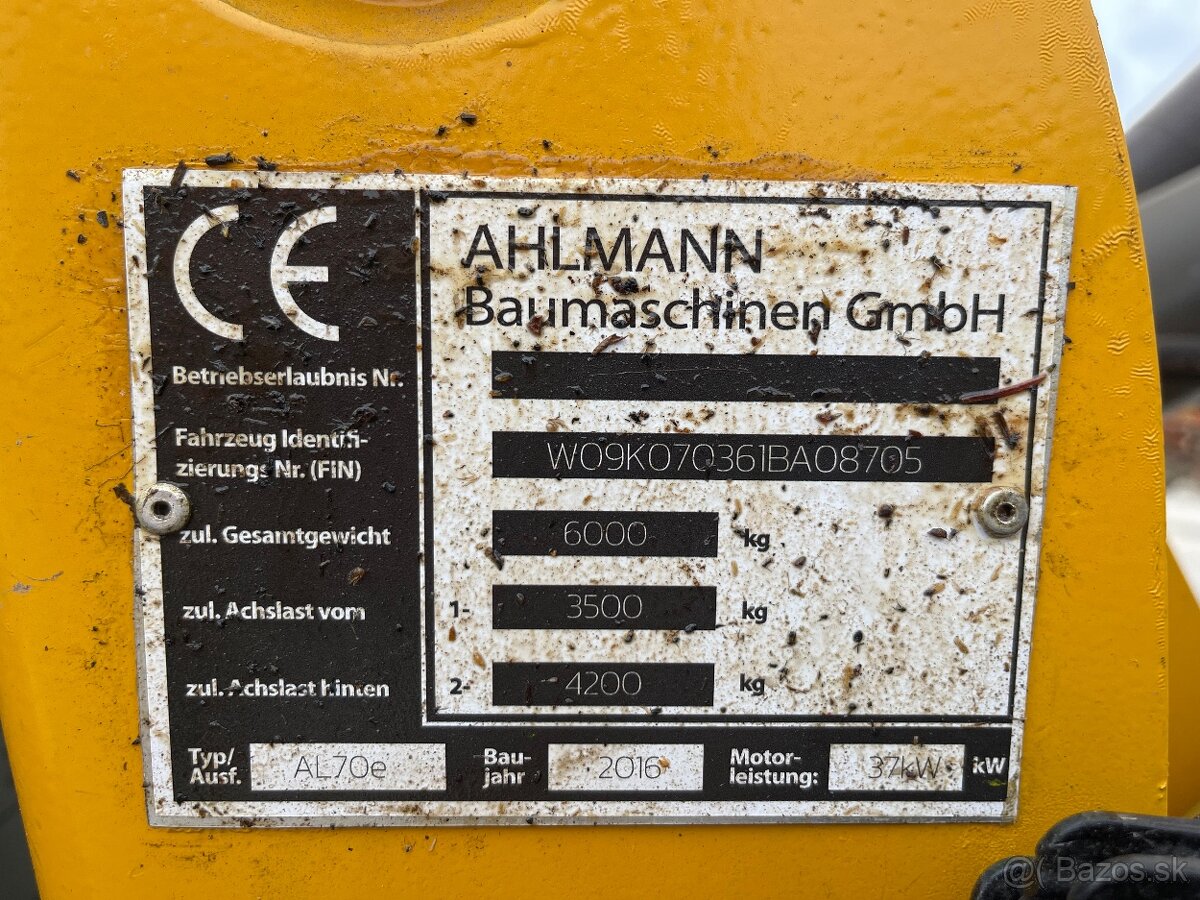 CE
AHLMANN
Baumaschinen GmbH
Betriebserlaubnis Nr.
Fahrzeug Identifi-
zierungs Nr. (FIN)
W09K070361BA08705
zul. Gesamtgewicht
6000 kg
zul. Achslast vorn
1- 3500 kg
zul. Achslast hinten
2- 4200 kg
Typ/
Ausf.
AL70e
Bau-
jahr
2016
Motor-
leistung:
37kW kW
@( Bazos.sk